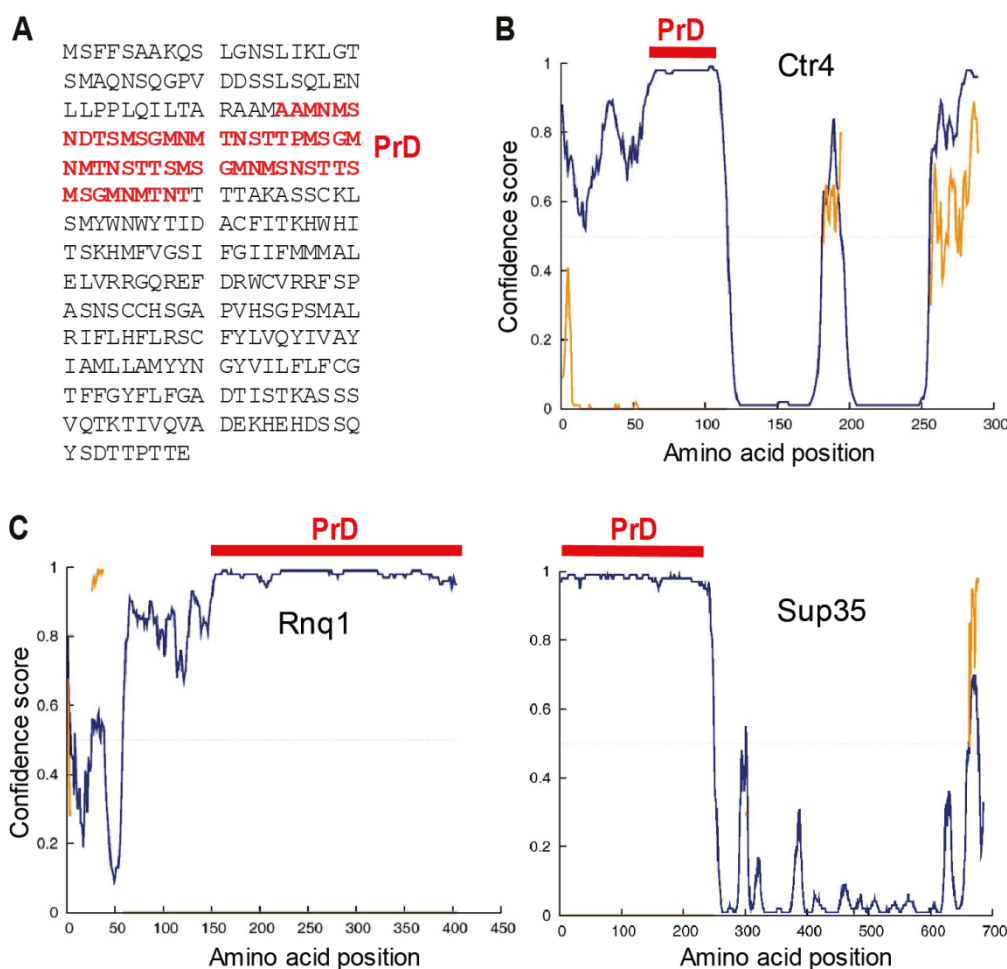 A
MSFFSAAKQS LGNSLIKLGT
SMAQNSQGPV DDSSLSQLEN
LLPPLQILTA RAAMAAMNMS
NDTSMSGMNM TNSTTPMSGM
PrD
NMTNSTTSMS GMNMSNSTTS
MSGMNMTNTT TTAKASSCKL
SMYWNWYTID ACFITKHWHI
TSKHMFVGSI FGIIFMMMAL
ELVRRGQREF DRWCVRRFSP
ASNSCCHSGA PVHSGPSMAL
RIFLHFLRSC FYLVQYIVAY
IAMLLAMYYN GYVILFLFCG
TFFGYFLFGA DTISTKASSS
VQTKTIVQVA DEKHEHDSSQ
YSDTTPTTE
B
PrD
Ctr4
Confidence score
1
0.8
0.6
0.4
0.2
0
0 50 100 150 200 250 300
Amino acid position
C
PrD
Rnq1
Confidence score
1
0.8
0.6
0.4
0.2
0
0 50 100 150 200 250 300 350 400 450
Amino acid position
PrD
Sup35
1
0.8
0.6
0.4
0.2
0
0 100 200 300 400 500 600 700
Amino acid position